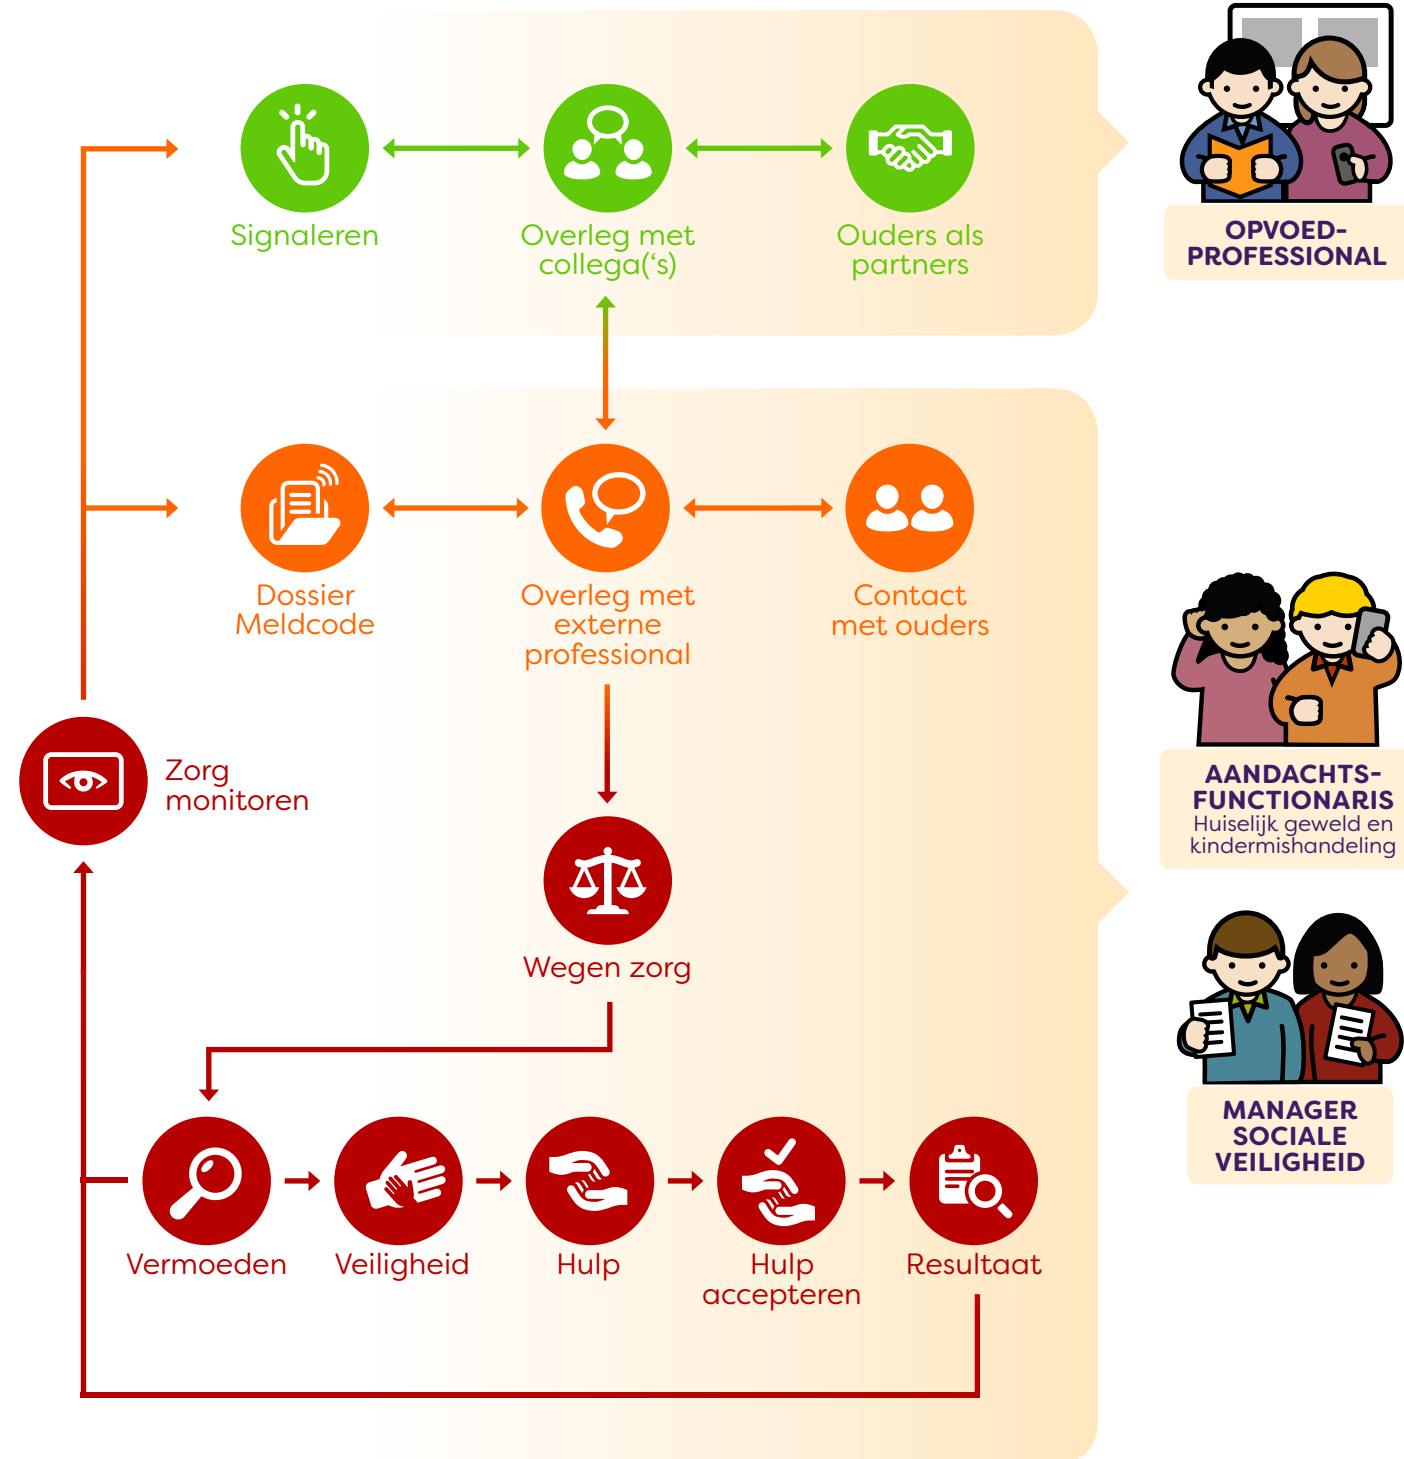 Signaleren
Overleg met
collega(‘s)
Ouders als
partners
OPVOED-
PROFESSIONAL
Dossier
Meldcode
Overleg met
externe
professional
Contact
met ouders
Zorg
monitoren
AANDACHTS-
FUNCTIONARIS
Huiselijk geweld en
kindermishandeling
Wegen zorg
MANAGER
SOCIALE
VEILIGHEID
Vermoeden
Veiligheid
Hulp
Hulp
accepteren
Resultaat